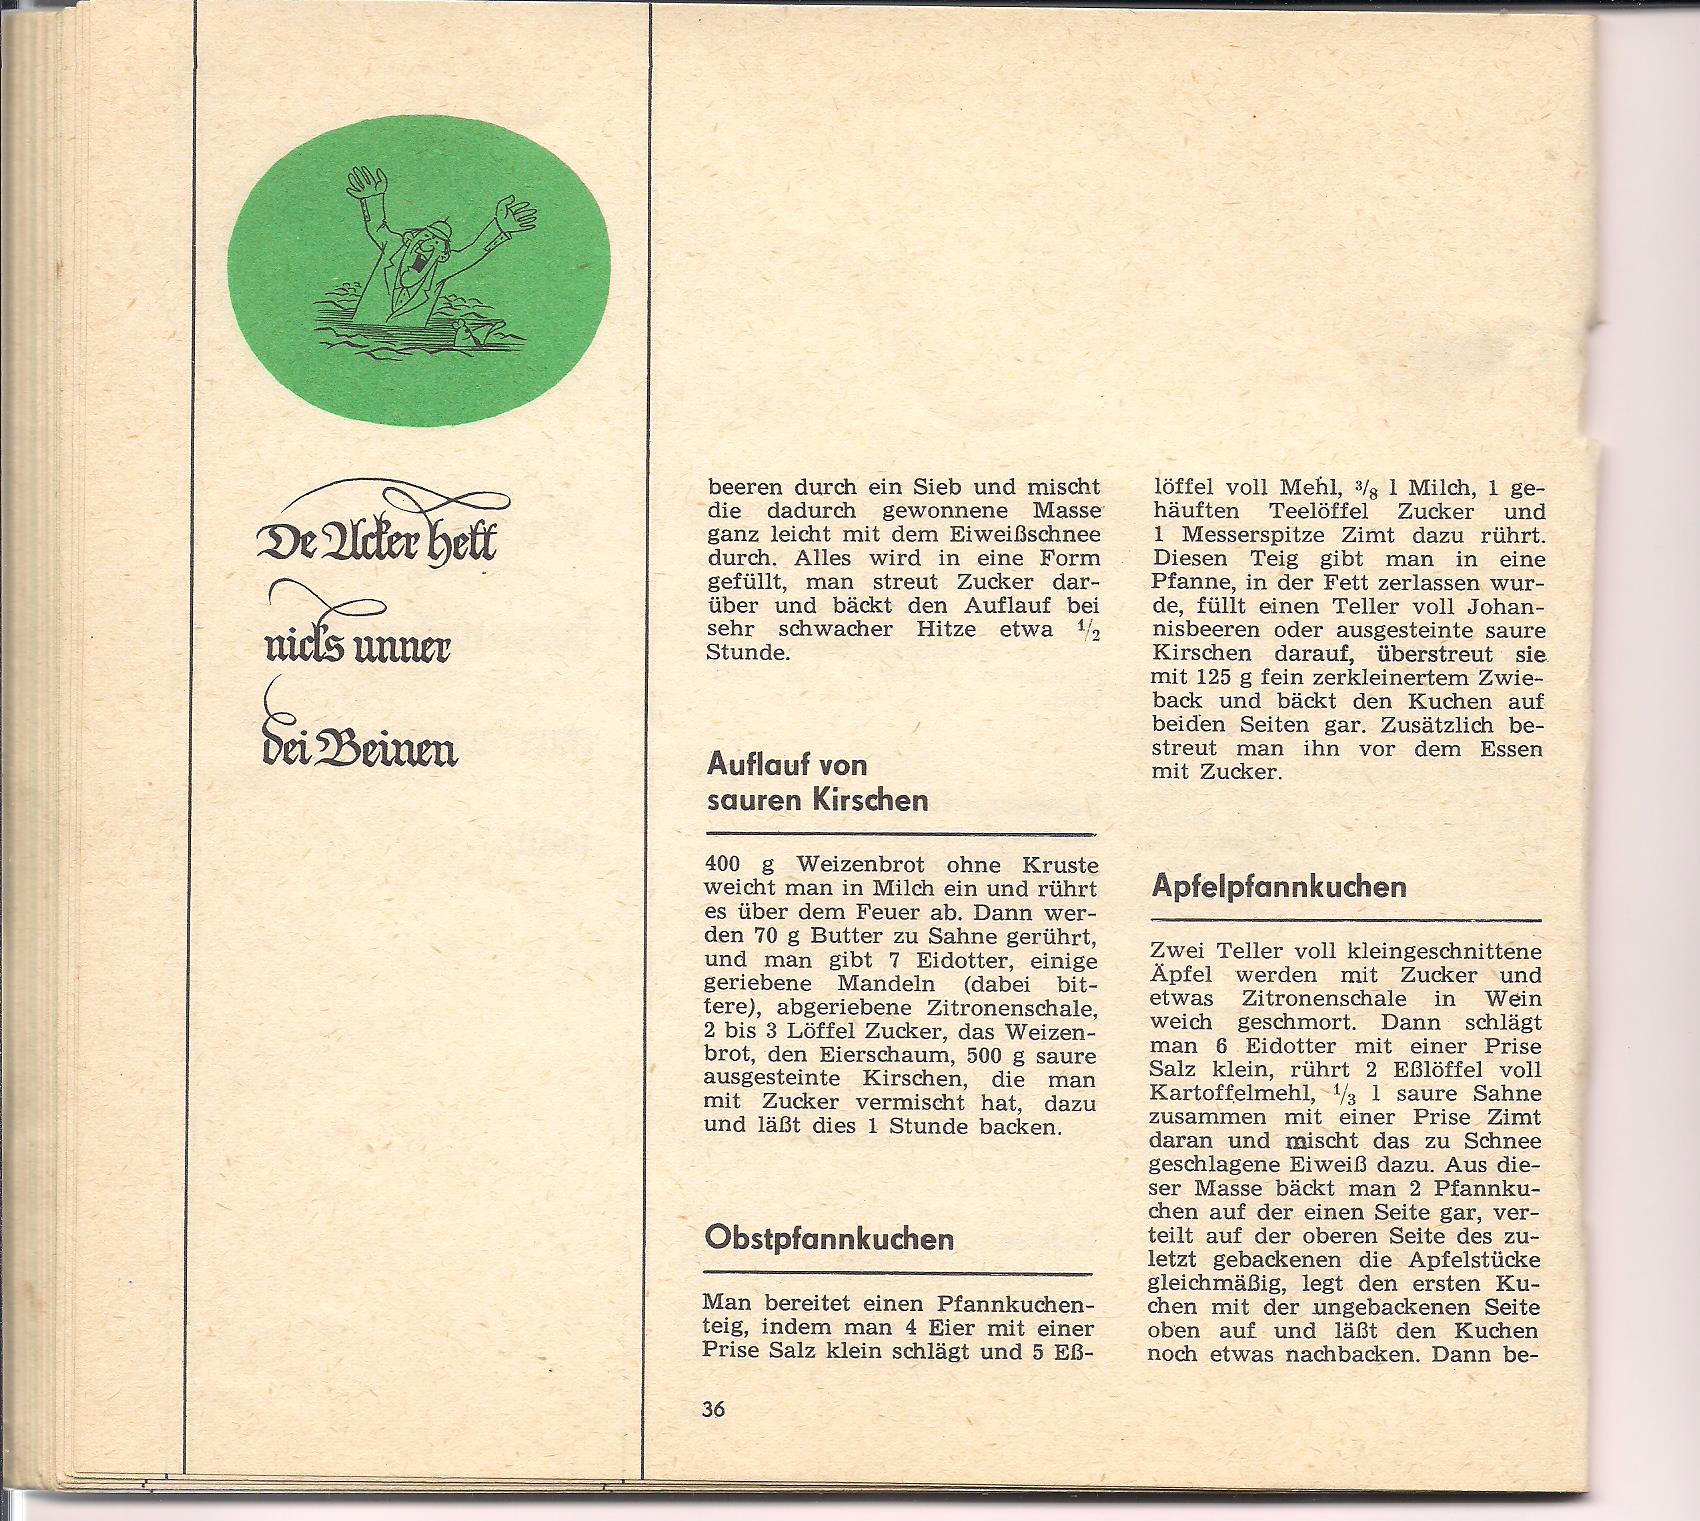 De Acker hett
nicks unner
dei Beinen
beeren durch ein Sieb und mischt
die dadurch gewonnene Masse
ganz leicht mit dem Eiweißschnee
durch. Alles wird in eine Form
gefüllt, man streut Zucker dar-
über und bäckt den Auflauf bei
sehr schwacher Hitze etwa 1/2
Stunde.
Auflauf von
sauren Kirschen
400 g Weizenbrot ohne Kruste
weicht man in Milch ein und rührt
es über dem Feuer ab. Dann wer-
den 70 g Butter zu Sahne gerührt,
und man gibt 7 Eidotter, einige
geriebene Mandeln (dabei bit-
tere), abgeriebene Zitronenschale,
2 bis 3 Löffel Zucker, das Weizen-
brot, den Eierschaum, 500 g saure
ausgesteinte Kirschen, die man
mit Zucker vermischt hat, dazu
und läßt dies 1 Stunde backen.
Obstpfannkuchen
Man bereitet einen Pfannkuchen-
teig, indem man 4 Eier mit einer
Prise Salz klein schlägt und 5 Eß-
löffel voll Mehl, 3/8 l Milch, 1 ge-
häuften Teelöffel Zucker und
1 Messerspitze Zimt dazu rührt.
Diesen Teig gibt man in eine
Pfanne, in der Fett zerlassen wur-
de, füllt einen Teller voll Johan-
nisbeeren oder ausgesteinte saure
Kirschen darauf, überstreut sie
mit 125 g fein zerkleinertem Zwie-
back und bäckt den Kuchen auf
beiden Seiten gar. Zusätzlich be-
streut man ihn vor dem Essen
mit Zucker.
Apfelpfannkuchen
Zwei Teller voll kleingeschnittene
Äpfel werden mit Zucker und
etwas Zitronenschale in Wein
weich geschmort. Dann schlägt
man 6 Eidotter mit einer Prise
Salz klein, rührt 2 Eßlöffel voll
Kartoffelmehl, 1/3 l saure Sahne
zusammen mit einer Prise Zimt
daran und mischt das zu Schnee
geschlagene Eiweiß dazu. Aus die-
ser Masse bäckt man 2 Pfannku-
chen auf der einen Seite gar, ver-
teilt auf der oberen Seite des zu-
letzt gebackenen die Apfelstücke
gleichmäßig, legt den ersten Ku-
chen mit der ungebackenen Seite
oben auf und läßt den Kuchen
noch etwas nachbacken. Dann be-
36